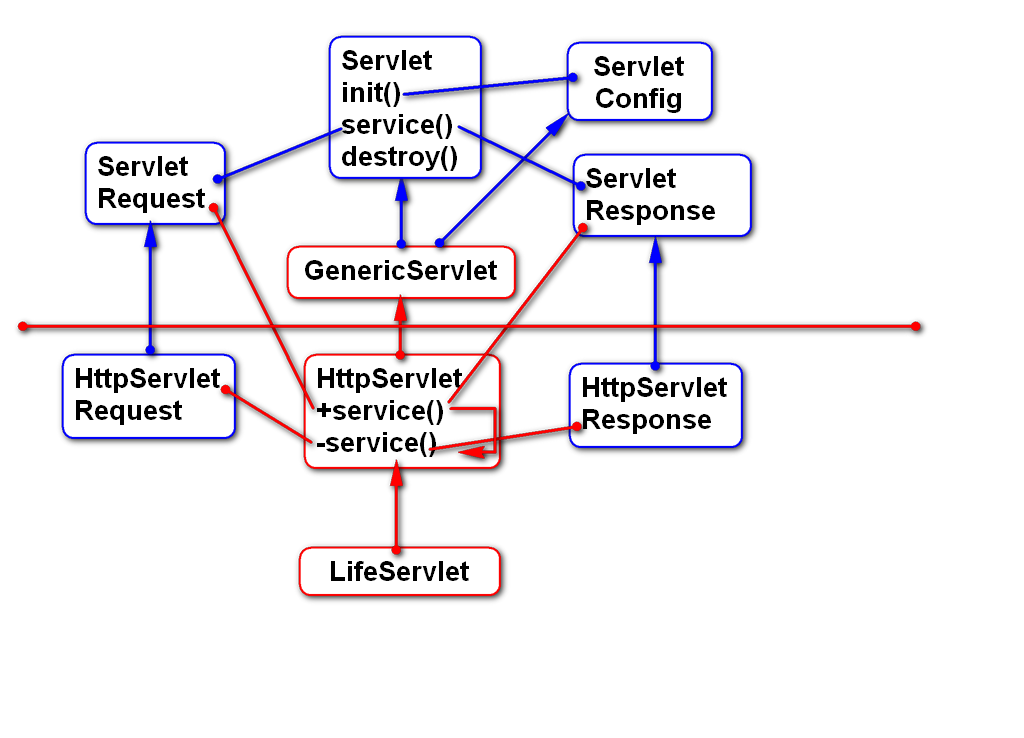 Servlet
init()
service()
destroy()
Servlet
Config
Servlet
Request
Servlet
Response
GenericServlet
HttpServlet
Request
HttpServlet
+service()
-service()
HttpServlet
Response
LifeServlet